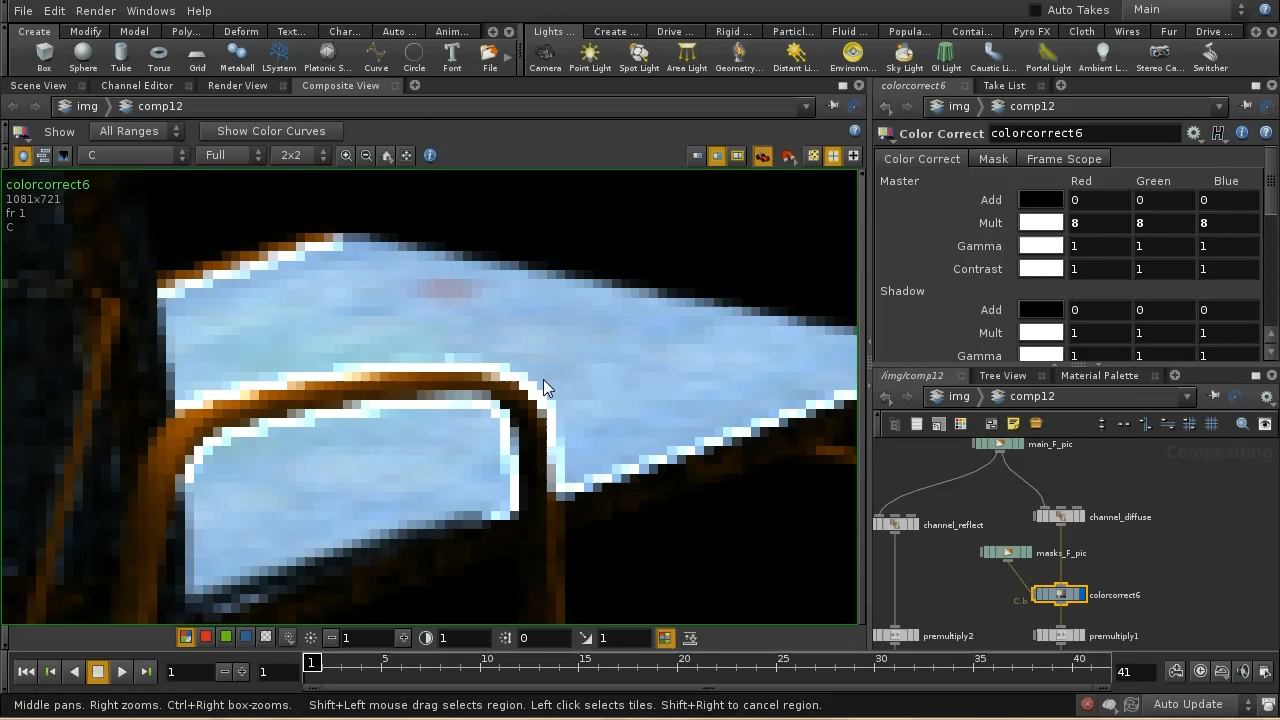 File Edit Render Windows Help Auto Takes Main
Create Modify Model Poly... Deform Text... Char... Auto ... Anim... Lights ... Create ... Drive ... Rigid ... Particl... Fluid ... Popula... Contai... Pyro FX Cloth Wires Fur Drive ...
Box Sphere Tube Torus Grid Metaball LSystem Platonic S... Curve Circle Font File Camera Point Light Spot Light Area Light Geometry... Distant Li... Environm... Sky Light GI Light Caustic Li... Portal Light Ambient L... Stereo Ca... Switcher
Scene View Channel Editor Render View Composite View
img comp12
Show All Ranges Show Color Curves
C Full 2x2
colorcorrect6
1081x721
fr 1
C
1 1 0 1
colorcorrect6 Take List
img comp12
Color Correct colorcorrect6
Color Correct Mask Frame Scope
Master Red Green Blue
Add 0 0 0
Mult 8 8 8
Gamma 1 1 1
Contrast 1 1 1
Shadow
Add 0 0 0
Mult 1 1 1
Gamma 1 1 1
/img/comp12 Tree View Material Palette
img comp12
Compositing
main_F_pic
channel_reflect
channel_diffuse
masks_F_pic
C.b
colorcorrect6
premultiply2
premultiply1
1 1 1 5 10 15 20 25 30 35 40 41
Middle pans. Right zooms. Ctrl+Right box-zooms. Shift+Left mouse drag selects region. Left click selects tiles. Shift+Right to cancel region. Auto Update